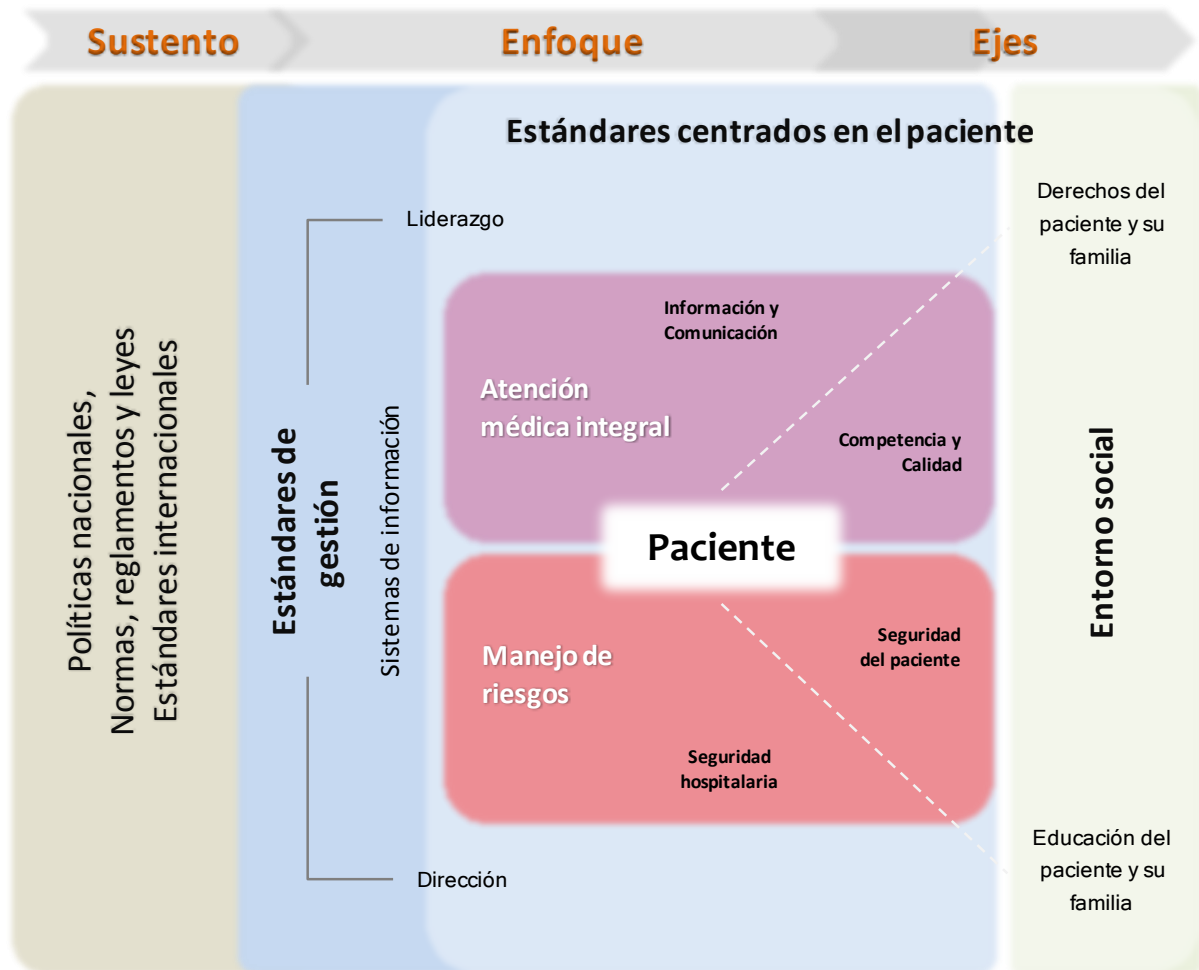 Sustento
Enfoque
Ejes
Políticas nacionales,
Normas, reglamentos y leyes
Estándares internacionales
Estándares de
gestión
Liderazgo
Sistemas de información
Dirección
Estándares centrados en el paciente
Información y
Comunicación
Atención
médica integral
Competencia y
Calidad
Paciente
Manejo de
riesgos
Seguridad
del paciente
Seguridad
hospitalaria
Derechos del
paciente y su
familia
Entorno social
Educación del
paciente y su
familia